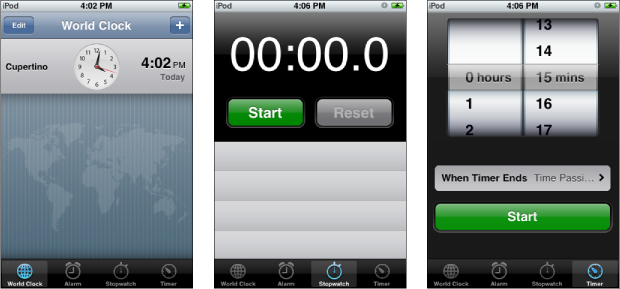 iPod 4:02 PM
Edit World Clock +
Cupertino 4:02 PM
Today
World Clock Alarm Stopwatch Timer
iPod 4:06 PM
00:00.0
Start Reset
World Clock Alarm Stopwatch Timer
iPod 4:06 PM
13
14
0 hours 15 mins
1 16
2 17
When Timer Ends Time Passi...
Start
World Clock Alarm Stopwatch Timer